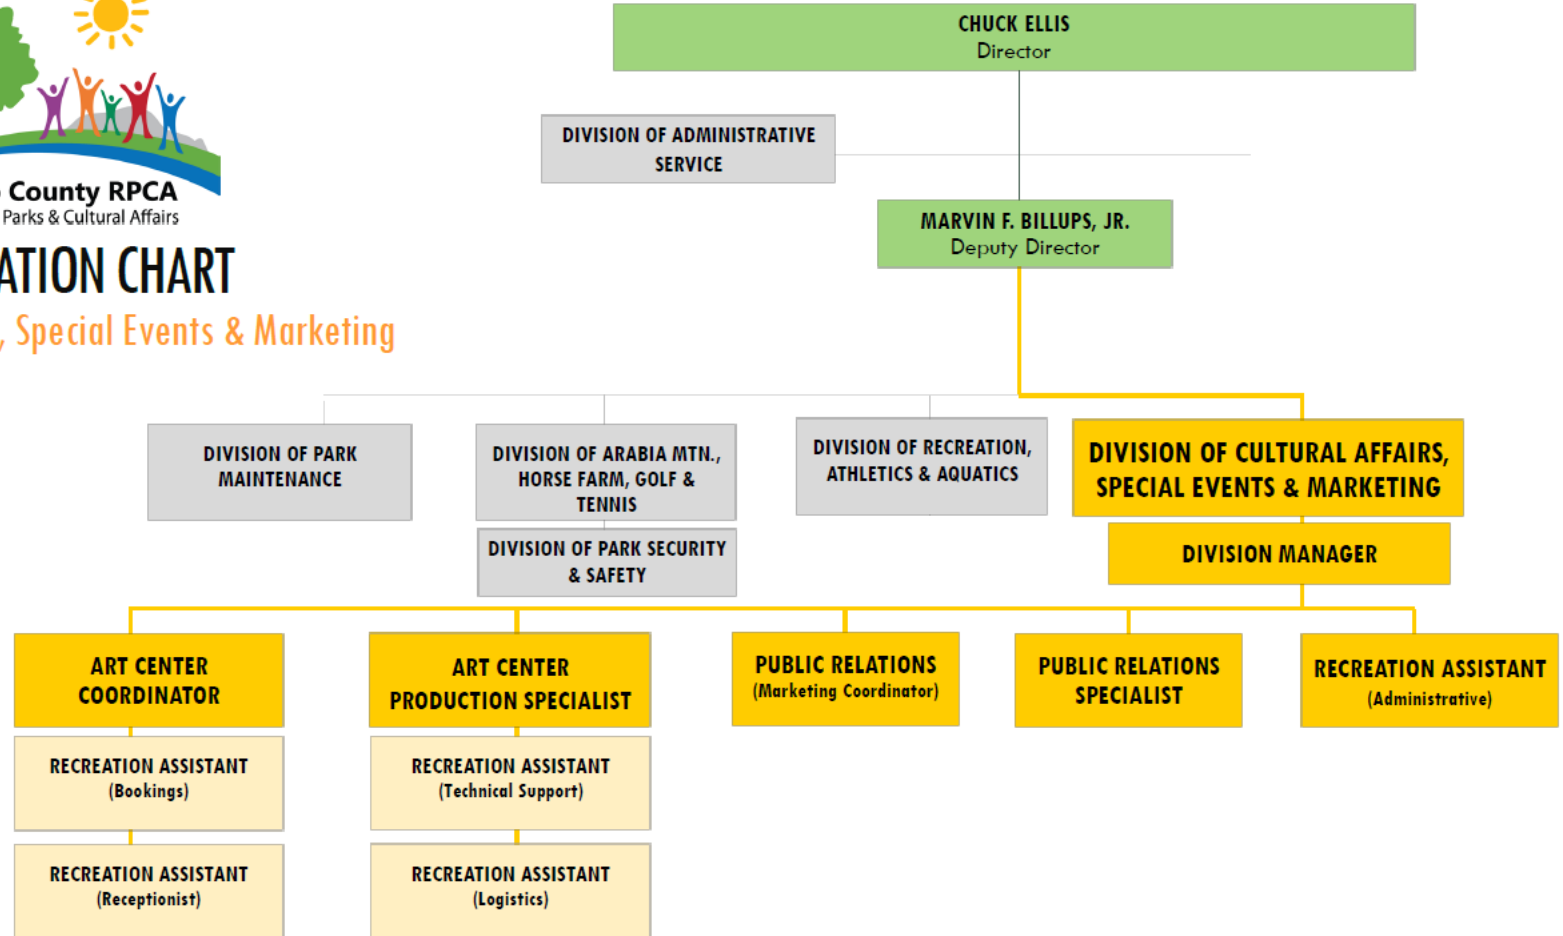 CHUCK ELLIS
Director
DIVISION OF ADMINISTRATIVE
SERVICE
County RPCA
Parks & Cultural Affairs
MARVIN F. BILLUPS, JR.
Deputy Director
ATION CHART
, Special Events & Marketing
DIVISION OF PARK
MAINTENANCE
DIVISION OF ARABIA MTN.,
HORSE FARM, GOLF &
TENNIS
DIVISION OF PARK SECURITY
& SAFETY
DIVISION OF RECREATION,
ATHLETICS & AQUATICS
DIVISION OF CULTURAL AFFAIRS,
SPECIAL EVENTS & MARKETING
DIVISION MANAGER
ART CENTER
COORDINATOR
RECREATION ASSISTANT
(Bookings)
RECREATION ASSISTANT
(Receptionist)
ART CENTER
PRODUCTION SPECIALIST
RECREATION ASSISTANT
(Technical Support)
RECREATION ASSISTANT
(Logistics)
PUBLIC RELATIONS
(Marketing Coordinator)
PUBLIC RELATIONS
SPECIALIST
RECREATION ASSISTANT
(Administrative)